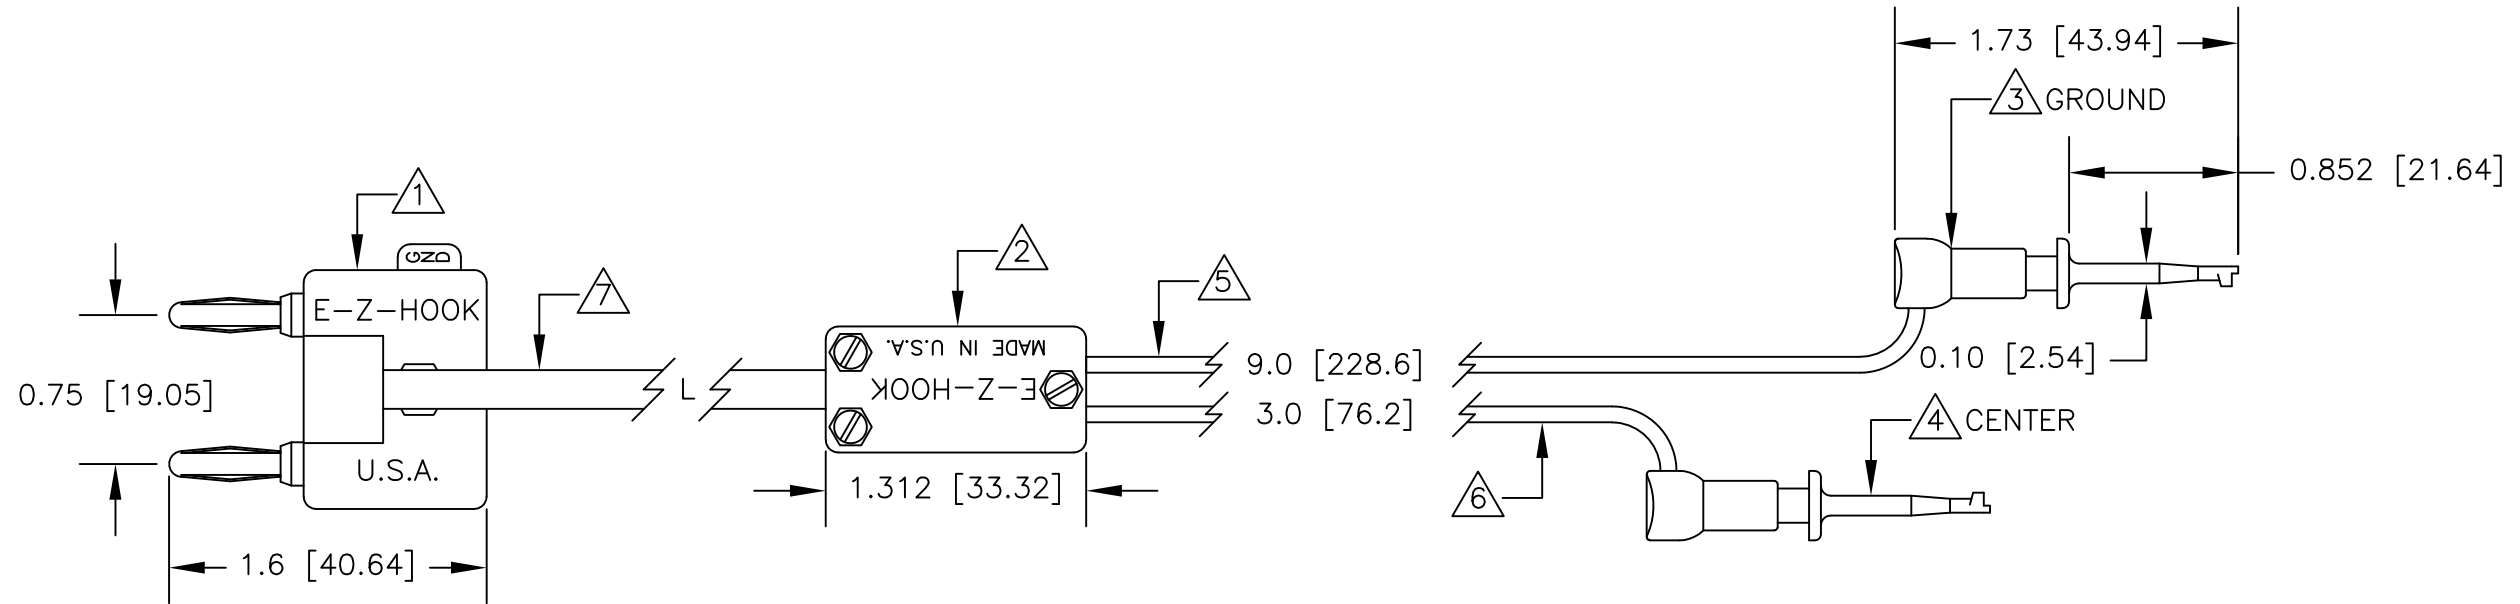 1.73 [43.94]
3 GROUND
0.852 [21.64]
1
GND
2
5
7
E-Z-HOOK
MADE IN U.S.A.
E-Z-HOOK
9.0 [228.6]
0.10 [2.54]
0.75 [19.05]
L
3.0 [76.2]
4 CENTER
U.S.A.
1.312 [33.32]
6
1.6 [40.64]